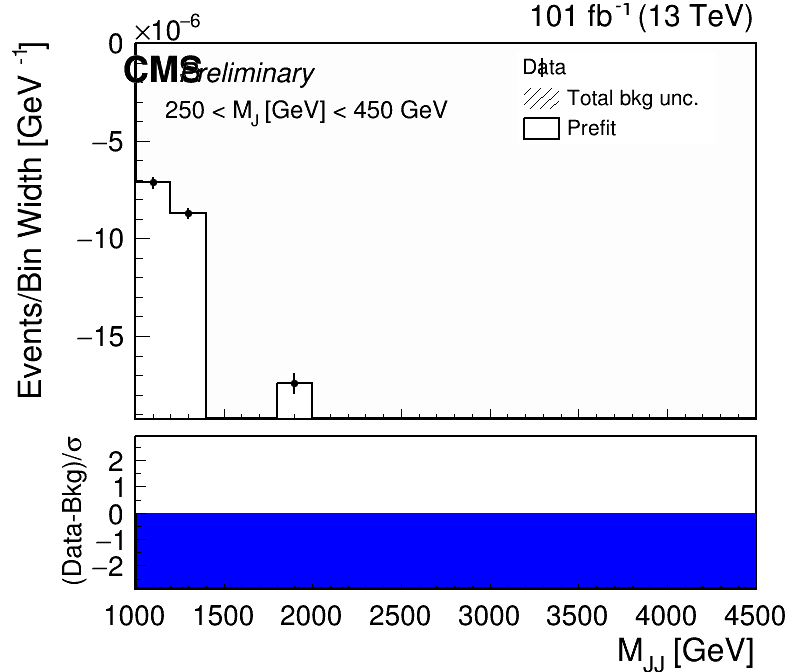 ×10⁻⁶
101 fb⁻¹ (13 TeV)
CMS Preliminary
Data
250 < M_J [GeV] < 450 GeV
Total bkg unc.
Prefit
Events/Bin Width [GeV⁻¹]
0
−5
−10
−15
(Data-Bkg)/σ
2
1
0
−1
−2
1000 1500 2000 2500 3000 3500 4000 4500
M_JJ [GeV]